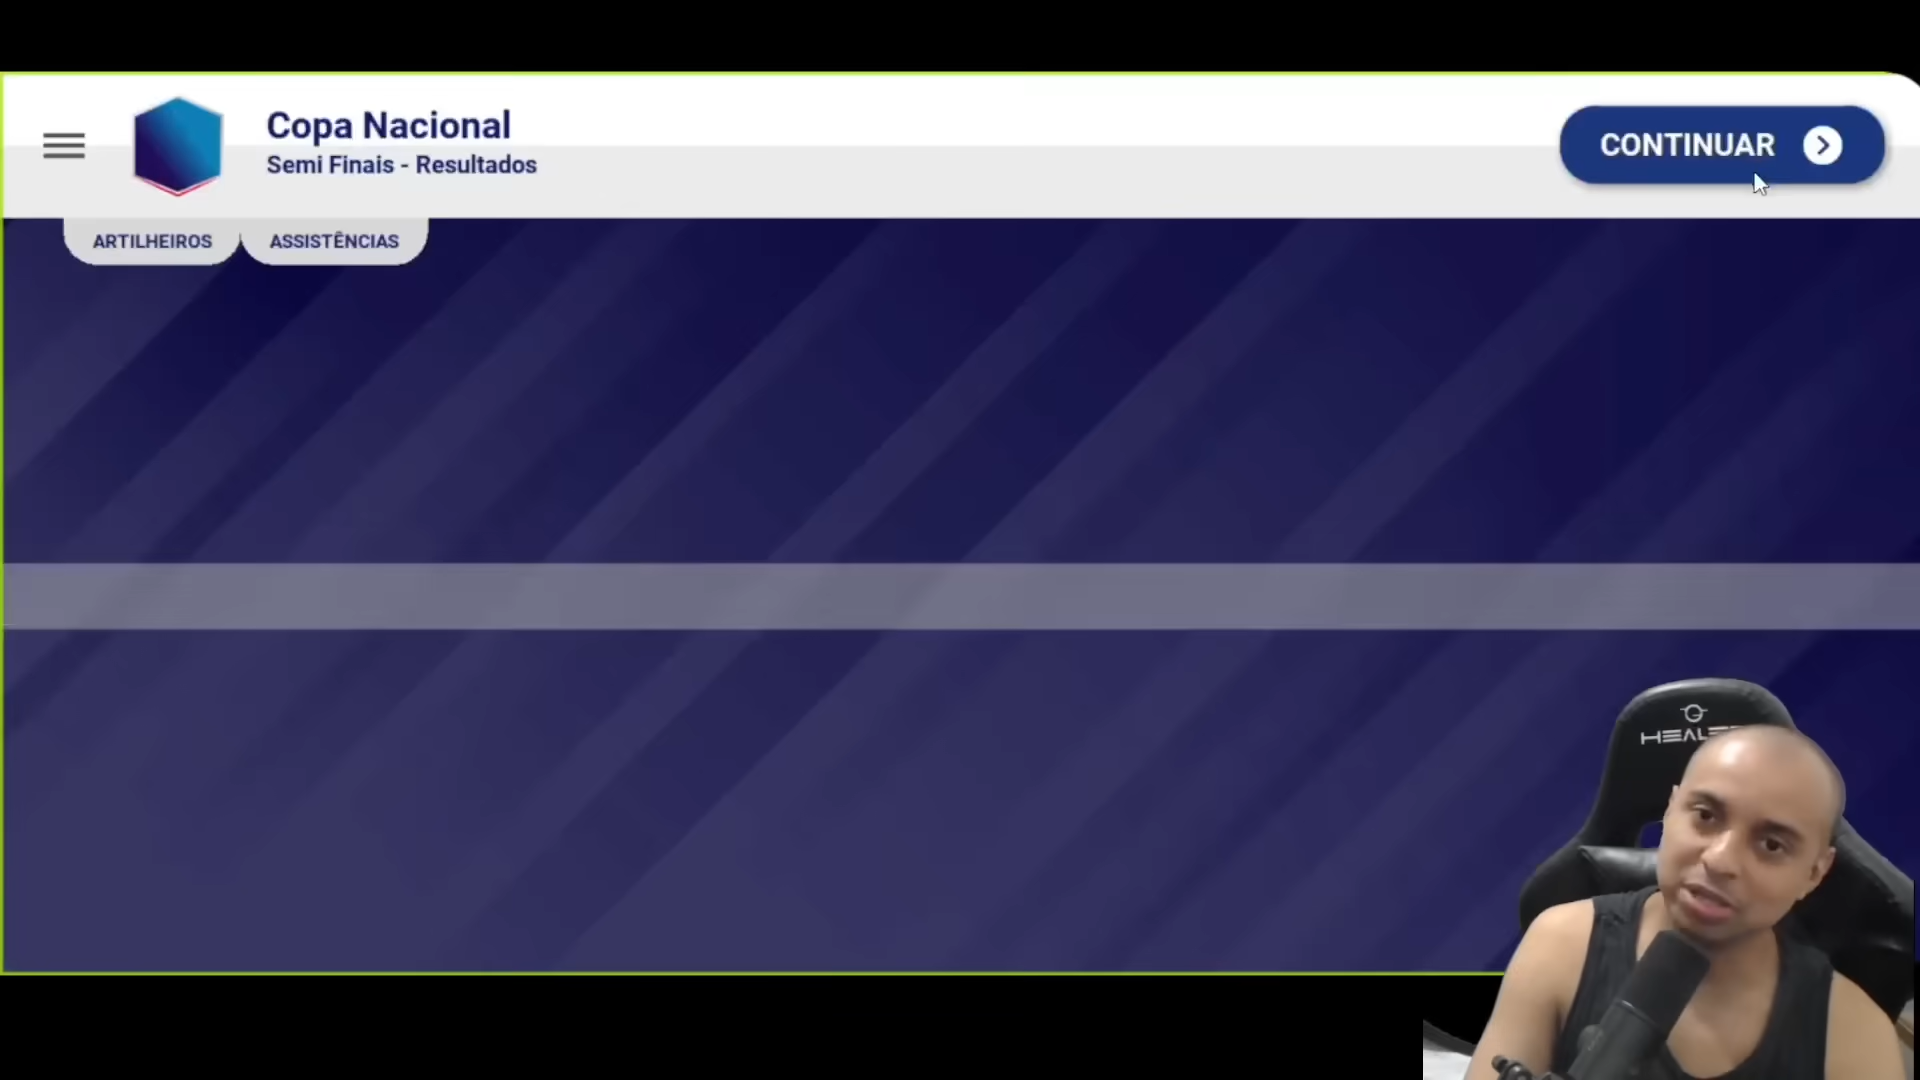 Copa Nacional
Semi Finais - Resultados
CONTINUAR
ARTILHEIROS
ASSISTÊNCIAS